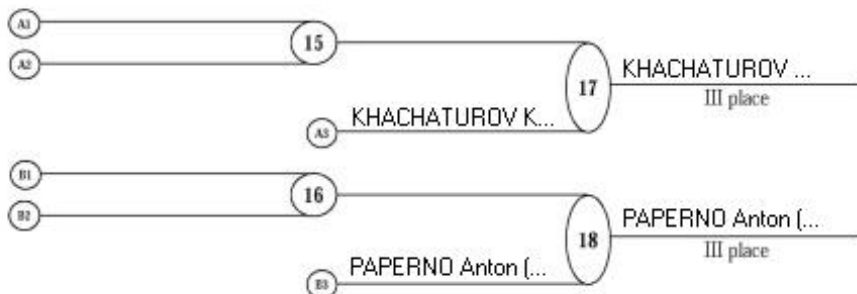 A1
15
A2
KHACHATUROV ...
17
III place
KHACHATUROV K...
A3
B1
16
B2
PAPERNO Anton (...
18
III place
PAPERNO Anton (...
B3